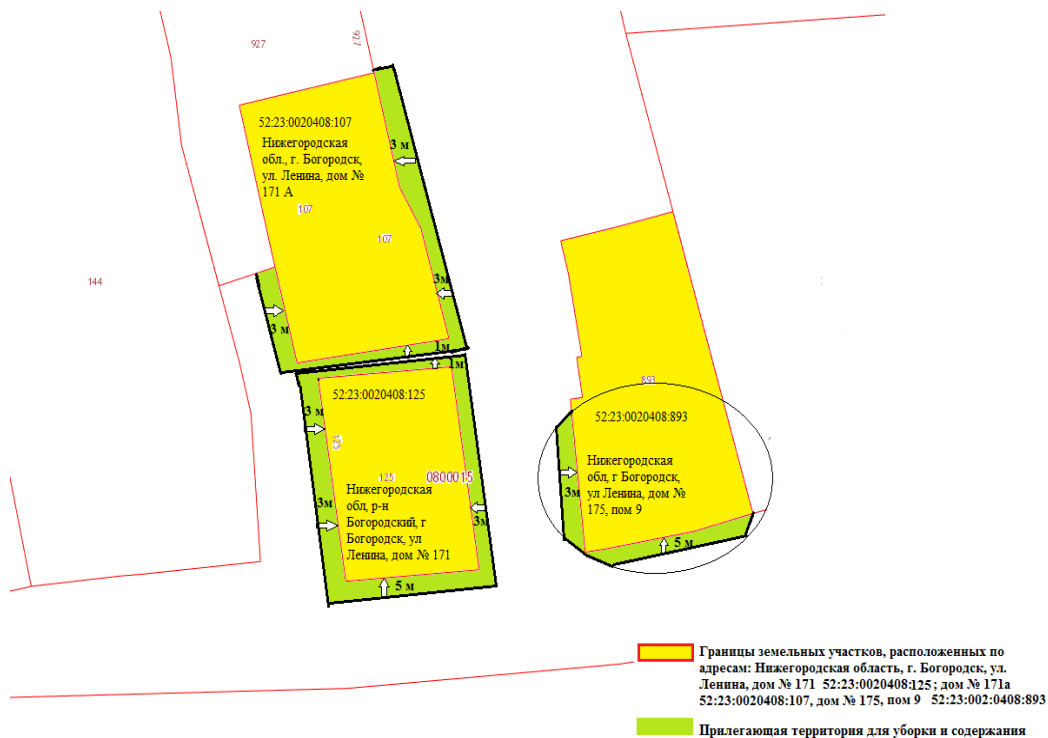 927
927
52:23:0020408:107
Нижегородская
обл., г. Богородск,
ул. Ленина, дом №
171 А
3 м
107
107
144
3м
3 м
1м
1м
52:23:0020408:125
3 м
125
125
0800015
Нижегородская
обл, р-н
Богородский, г
Богородск, ул
Ленина, дом № 171
3м
3м
5 м
893
52:23:0020408:893
Нижегородская
обл, г Богородск,
ул Ленина, дом №
175, пом 9
3м
5 м
Границы земельных участков, расположенных по
адресам: Нижегородская область, г. Богородск, ул.
Ленина, дом № 171 52:23:0020408:125; дом № 171а
52:23:0020408:107, дом № 175, пом 9 52:23:002:0408:893
Прилегающая территория для уборки и содержания